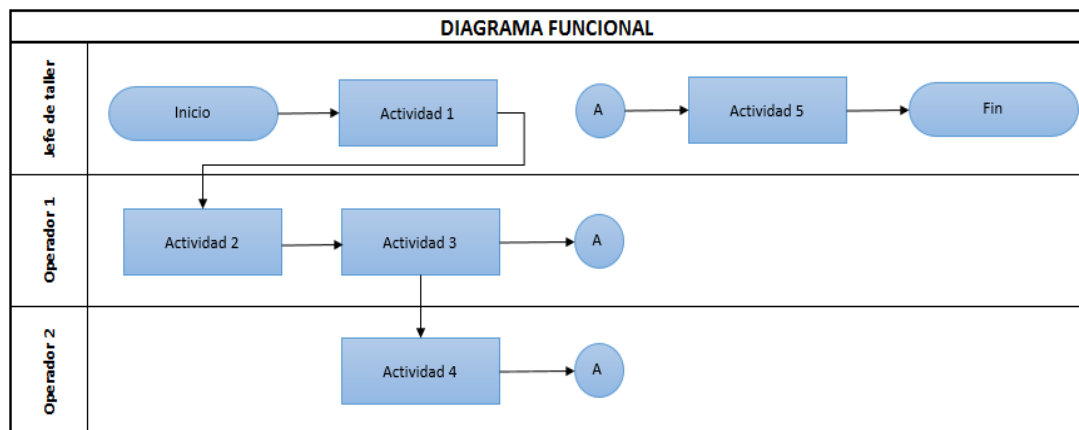 DIAGRAMA FUNCIONAL
Jefe de taller
Inicio
Actividad 1
A
Actividad 5
Fin
Operador 1
Actividad 2
Actividad 3
A
Operador 2
Actividad 4
A